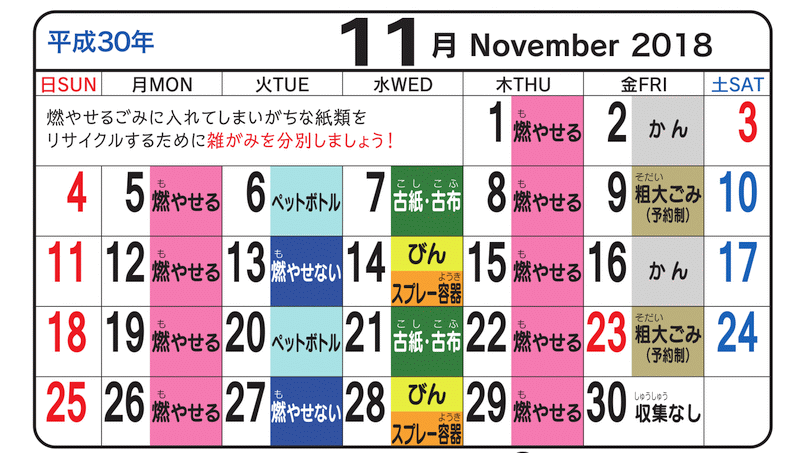 平成30年 11月 November 2018
日SUN 月MON 火TUE 水WED 木THU 金FRI 土SAT
燃やせるごみに入れてしまいがちな紙類を
リサイクルするために雑がみを分別しましょう！
1 も 燃やせる
2 かん
3
4
5 も 燃やせる
6 ペットボトル
7 こし こふ 古紙・古布
8 も 燃やせる
9 そだい 粗大ごみ
(予約制)
10
11
12 も 燃やせる
13 も 燃やせない
14 びん
ようき スプレー容器
15 も 燃やせる
16 かん
17
18
19 も 燃やせる
20 ペットボトル
21 こし こふ 古紙・古布
22 も 燃やせる
23 そだい 粗大ごみ
(予約制)
24
25
26 も 燃やせる
27 も 燃やせない
28 びん
ようき スプレー容器
29 も 燃やせる
30 しゅうしゅう 収集なし